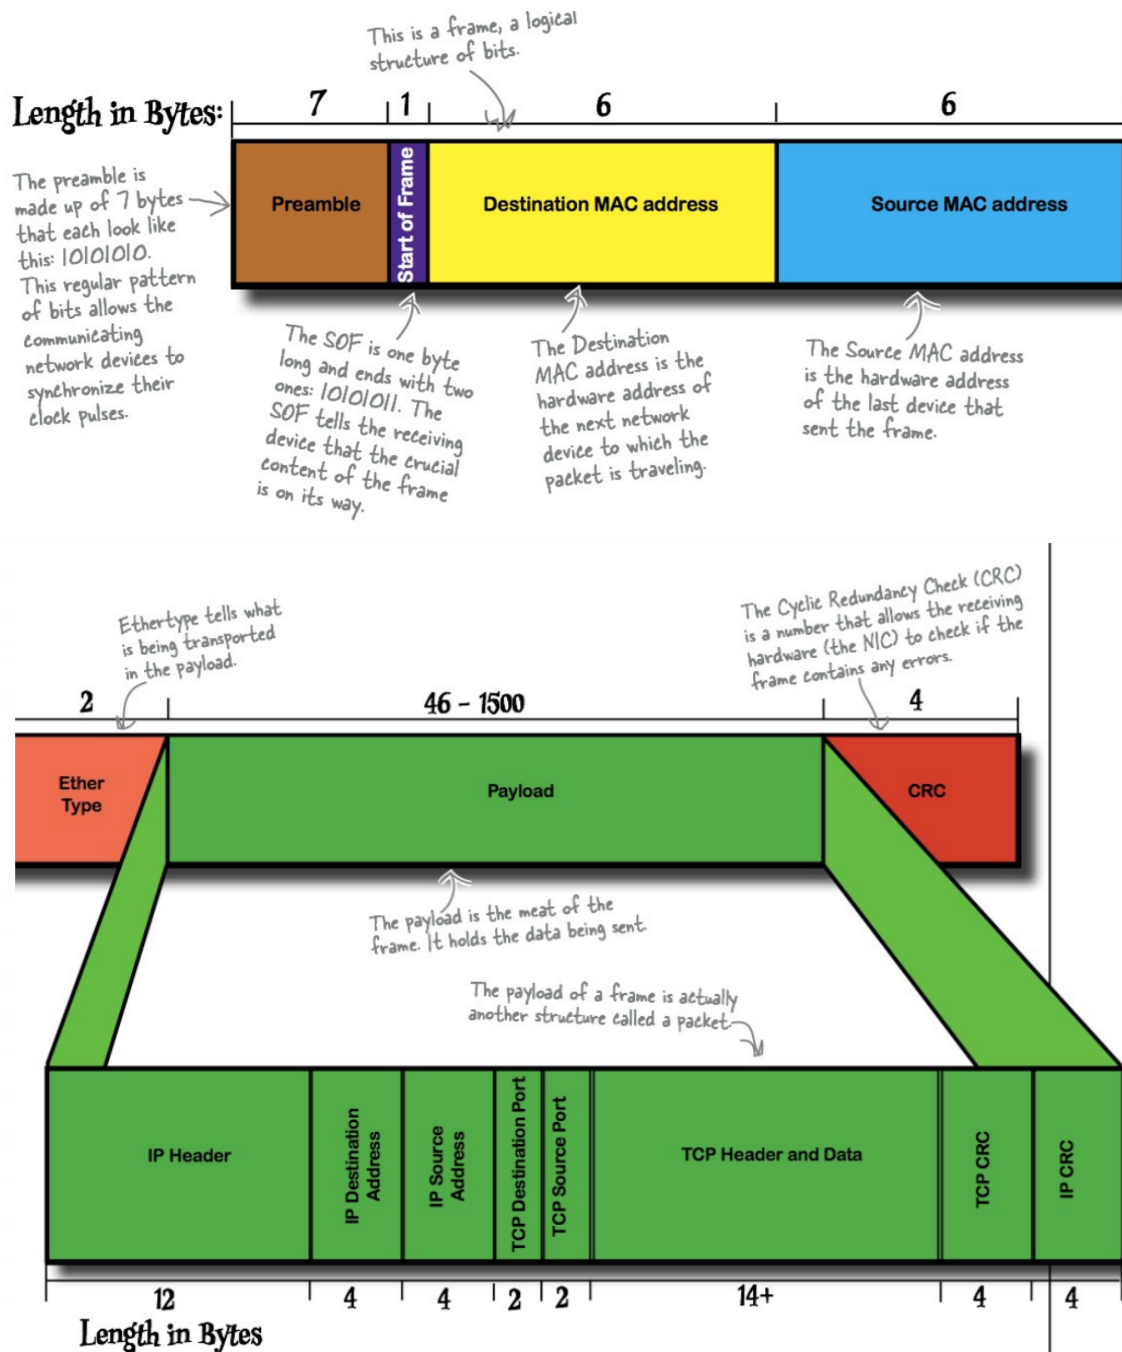 This is a frame, a logical
structure of bits.
Length in Bytes:
7
1
6
6
The preamble is
made up of 7 bytes
that each look like
this: 10101010.
This regular pattern
of bits allows the
communicating
network devices to
synchronize their
clock pulses.
Preamble
Start of Frame
Destination MAC address
Source MAC address
The SOF is one byte
long and ends with two
ones: 10101011. The
SOF tells the receiving
device that the crucial
content of the frame
is on its way.
The Destination
MAC address is the
hardware address of
the next network
device to which the
packet is traveling.
The Source MAC address
is the hardware address
of the last device that
sent the frame.
Ethertype tells what
is being transported
in the payload.
The Cyclic Redundancy Check (CRC)
is a number that allows the receiving
hardware (the NIC) to check if the
frame contains any errors.
2
46 - 1500
4
Ether
Type
Payload
CRC
The payload is the meat of the
frame. It holds the data being sent.
The payload of a frame is actually
another structure called a packet.
IP Header
IP Destination
Address
IP Source
Address
TCP Destination Port
TCP Source Port
TCP Header and Data
TCP CRC
IP CRC
12
4
4
2
2
14+
4
4
Length in Bytes